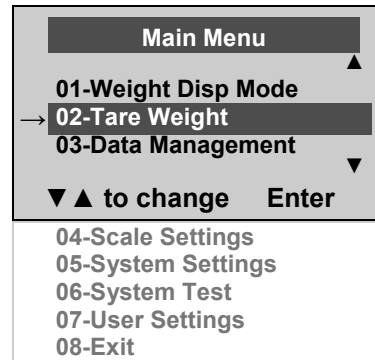 Main Menu
▲
01-Weight Disp Mode
→ 02-Tare Weight
03-Data Management
▼
▼▲ to change Enter
04-Scale Settings
05-System Settings
06-System Test
07-User Settings
08-Exit